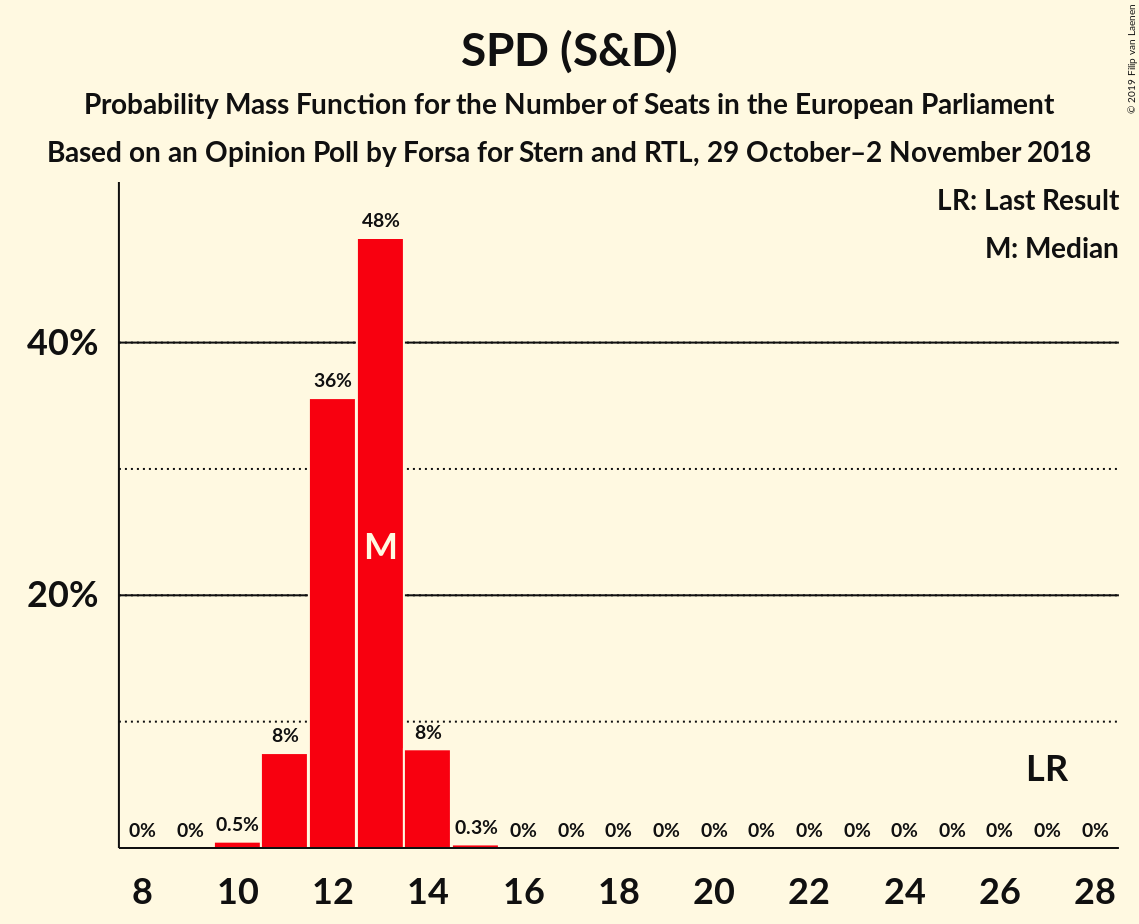 SPD (S&D)
Probability Mass Function for the Number of Seats in the European Parliament
Based on an Opinion Poll by Forsa for Stern and RTL, 29 October–2 November 2018
© 2019 Filip van Laenen
LR: Last Result
M: Median
48%
40%
36%
M
20%
8% 8%
LR
0% 0% 0.5% 0.3% 0% 0% 0% 0% 0% 0% 0% 0% 0% 0% 0% 0% 0%
8 10 12 14 16 18 20 22 24 26 28